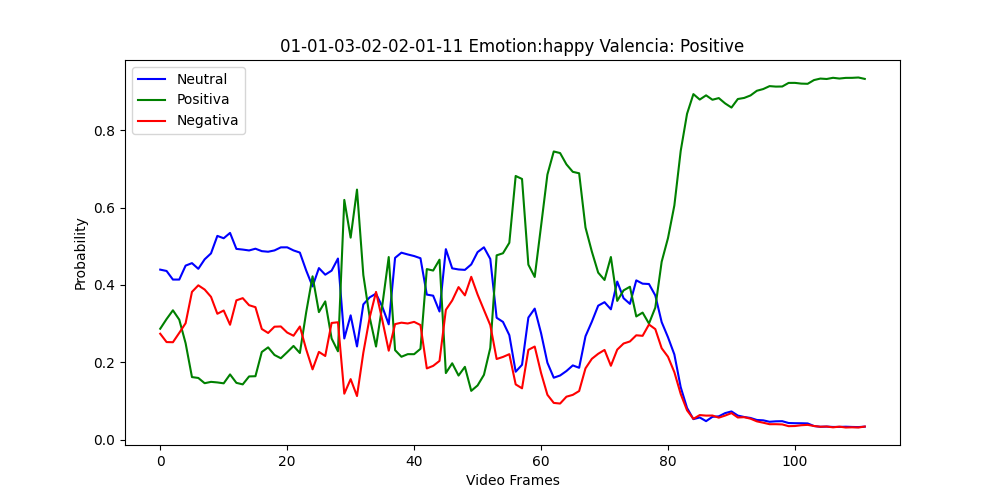 01-01-03-02-02-01-11 Emotion:happy Valencia: Positive
Neutral
Positiva
Negativa
Probability
0.8
0.6
0.4
0.2
0.0
0 20 40 60 80 100
Video Frames